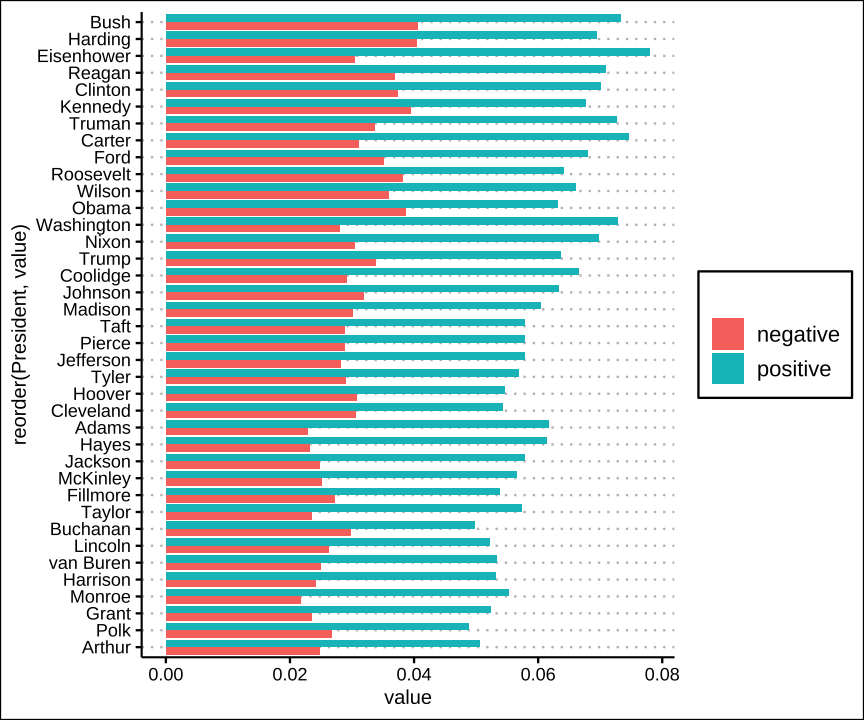 Bush
Harding
Eisenhower
Reagan
Clinton
Kennedy
Truman
Carter
Ford
Roosevelt
Wilson
Obama
Washington
Nixon
Trump
Coolidge
Johnson
Madison
Taft
Pierce
Jefferson
Tyler
Hoover
Cleveland
Adams
Hayes
Jackson
McKinley
Fillmore
Taylor
Buchanan
Lincoln
van Buren
Harrison
Monroe
Grant
Polk
Arthur
reorder(President, value)
0.00 0.02 0.04 0.06 0.08
value
negative
positive